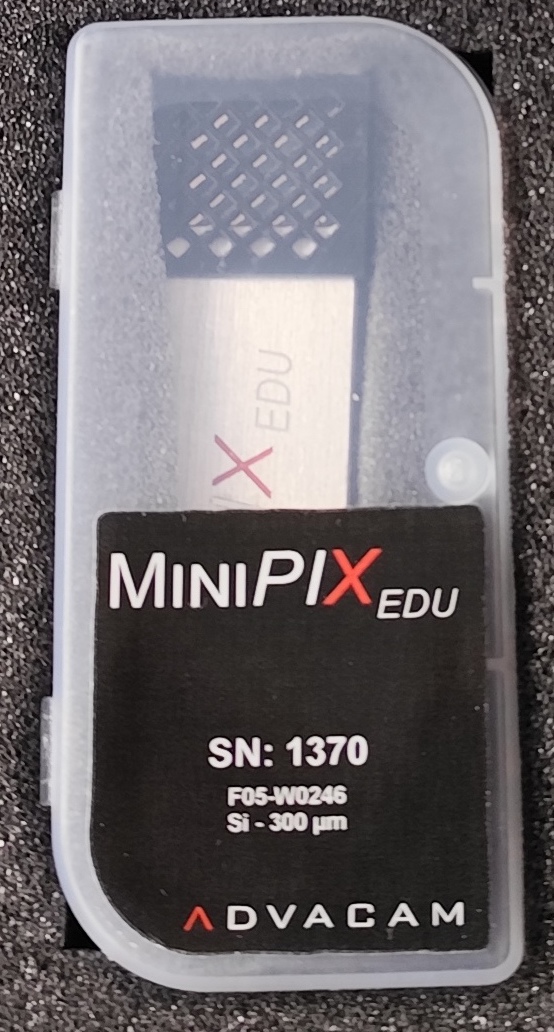 X EDU
MINIPIX EDU
SN: 1370
F05-W0246
Si - 300 µm
ADVACAM